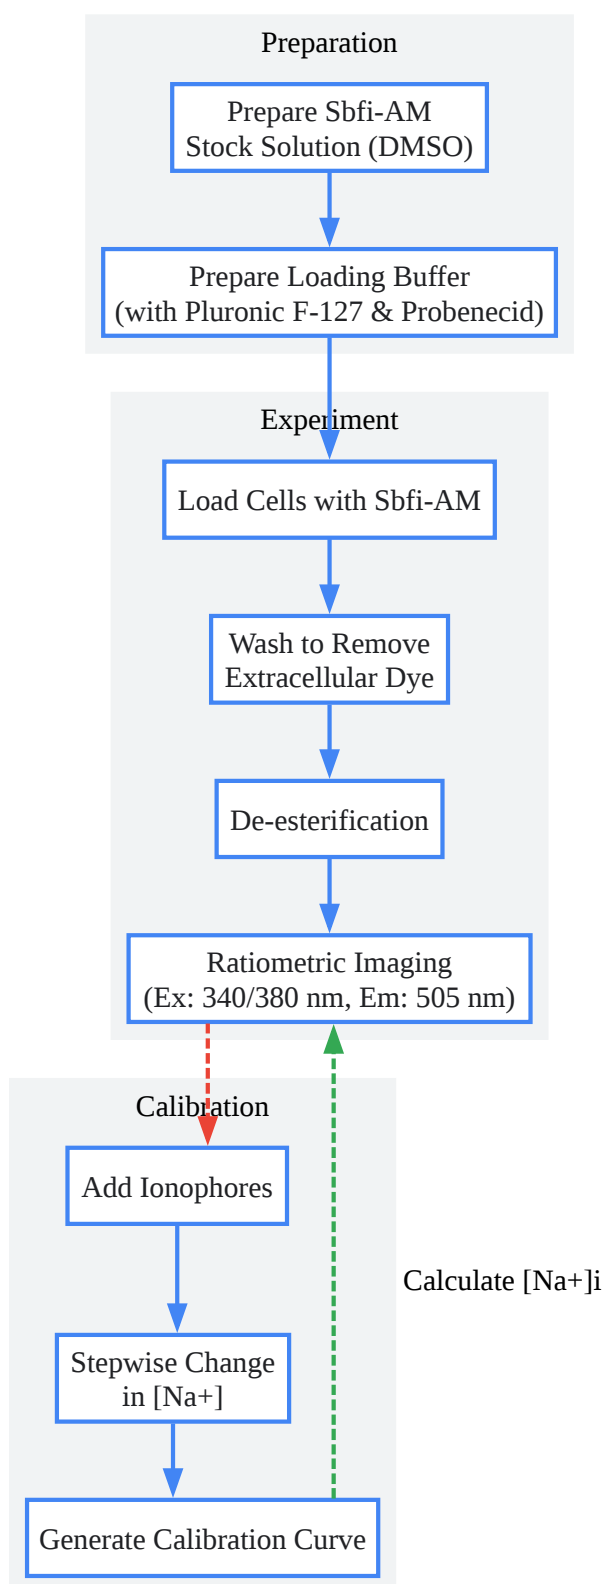 Preparation
Prepare Sbfi-AM
Stock Solution (DMSO)
Prepare Loading Buffer
(with Pluronic F-127 & Probenecid)
Experiment
Load Cells with Sbfi-AM
Wash to Remove
Extracellular Dye
De-esterification
Ratiometric Imaging
(Ex: 340/380 nm, Em: 505 nm)
Calibration
Add Ionophores
Calculate [Na+]i
Stepwise Change
in [Na+]
Generate Calibration Curve